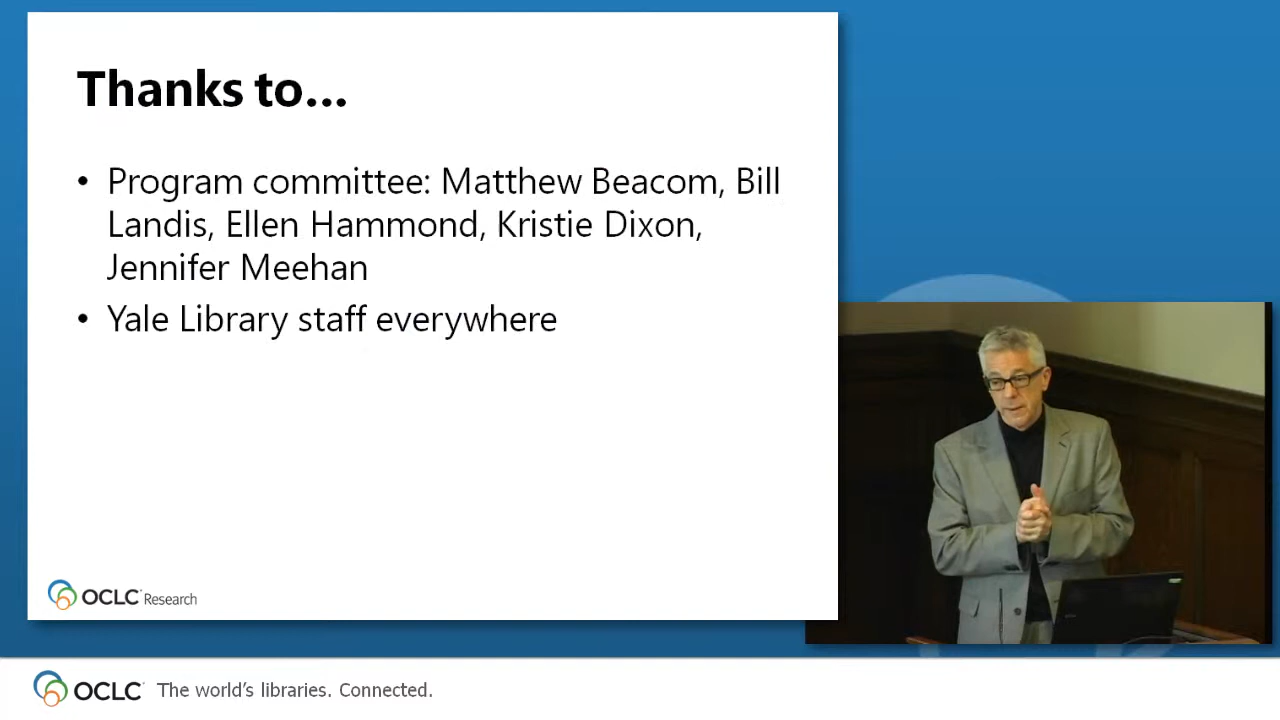 Thanks to...
• Program committee: Matthew Beacom, Bill
Landis, Ellen Hammond, Kristie Dixon,
Jennifer Meehan
• Yale Library staff everywhere
OCLC Research
OCLC The world's libraries. Connected.